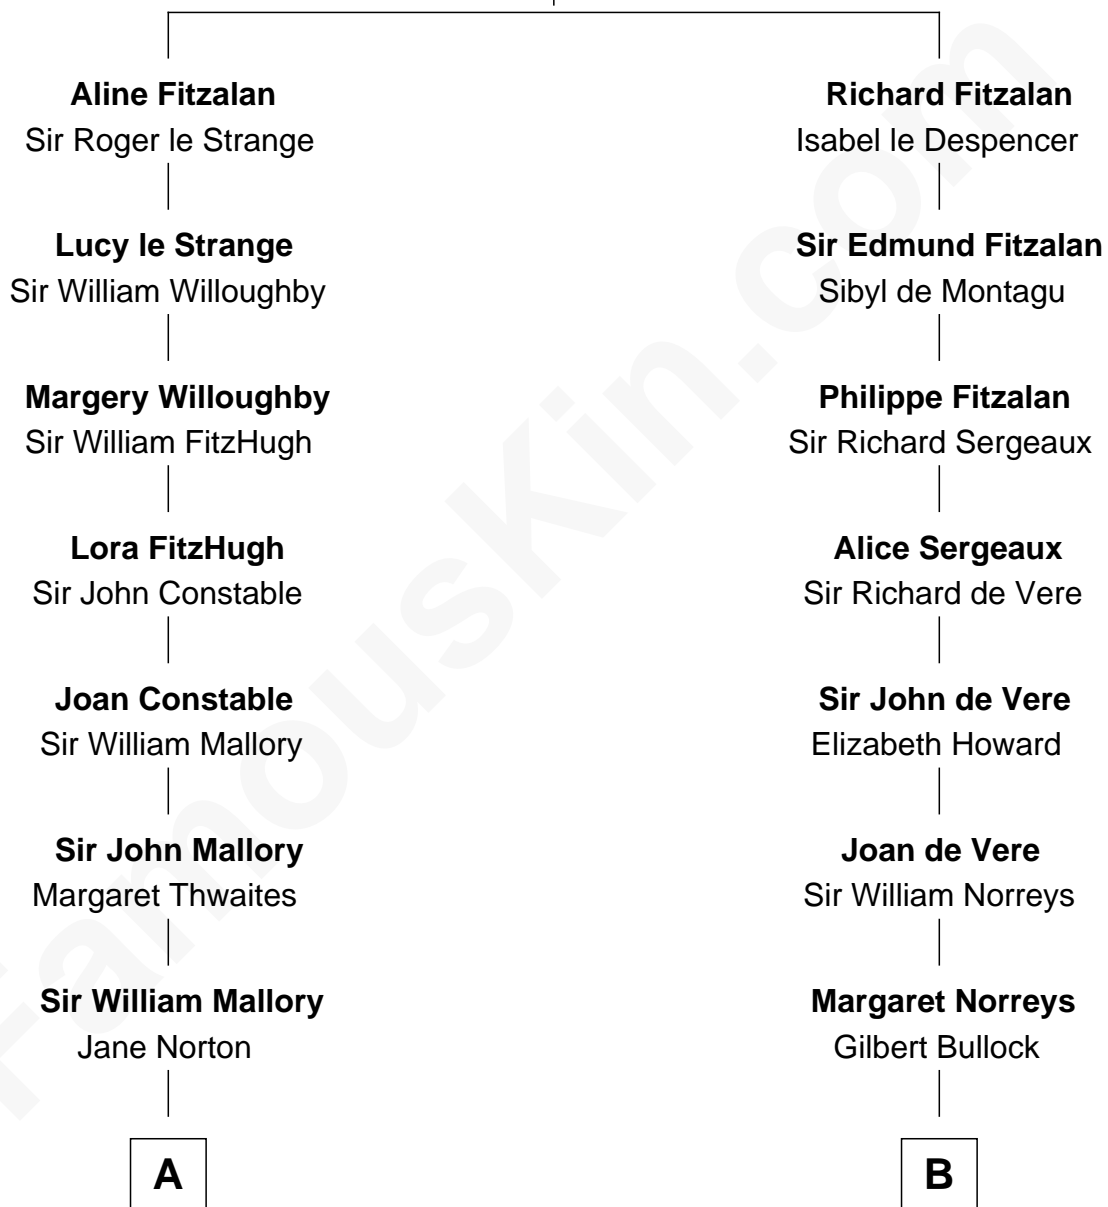 Aline Fitzalan
Sir Roger le Strange
Lucy le Strange
Sir William Willoughby
Margery Willoughby
Sir William FitzHugh
Lora FitzHugh
Sir John Constable
Joan Constable
Sir William Mallory
Sir John Mallory
Margaret Thwaites
Sir William Mallory
Jane Norton
A
Richard Fitzalan
Isabel le Despencer
Sir Edmund Fitzalan
Sibyl de Montagu
Philippe Fitzalan
Sir Richard Sergeaux
Alice Sergeaux
Sir Richard de Vere
Sir John de Vere
Elizabeth Howard
Joan de Vere
Sir William Norreys
Margaret Norreys
Gilbert Bullock
B
FamousKin.com